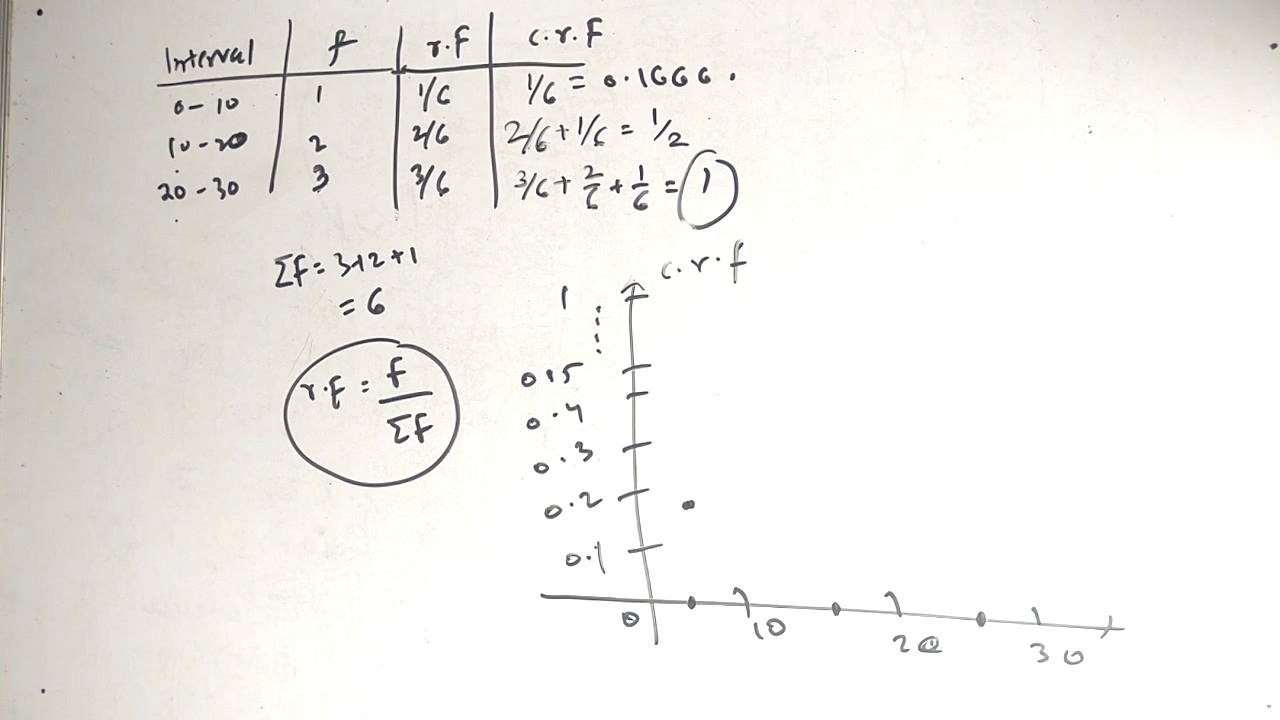 Interval f r.f c.r.f
0-10 1 1/6 1/6 = 0.1666.
10-20 2 2/6 2/6+1/6 = 1/2
20-30 3 3/6 3/6+2/6+1/6 = 1
Σf = 3+2+1
= 6
r.f = f/Σf
c.r.f
1
0.5
0.4
0.3
0.2
0.1
0 10 20 30